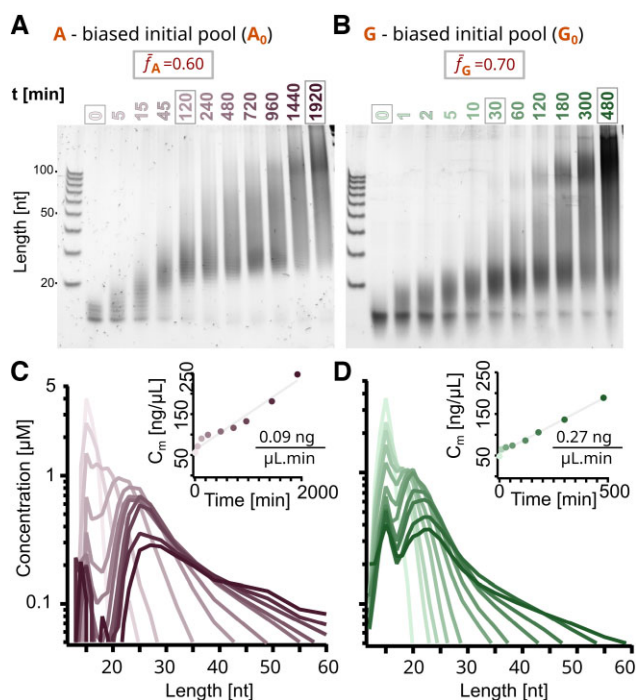 A A - biased initial pool (A0)
f̄A=0.60
t [min] 0 5 15 45 120 240 480 720 960 1440 1920
Length [nt]
100
50
20
B G - biased initial pool (G0)
f̄G=0.70
0 1 2 5 10 30 60 120 180 300 480
C
Concentration [µM]
5
1
0.1
20 30 40 50 60
Length [nt]
Cm [ng/µL]
250
150
50
0.09 ng
µL.min
0 2000
Time [min]
D
20 30 40 50 60
Length [nt]
Cm [ng/µL]
250
150
50
0.27 ng
µL.min
0 500
Time [min]